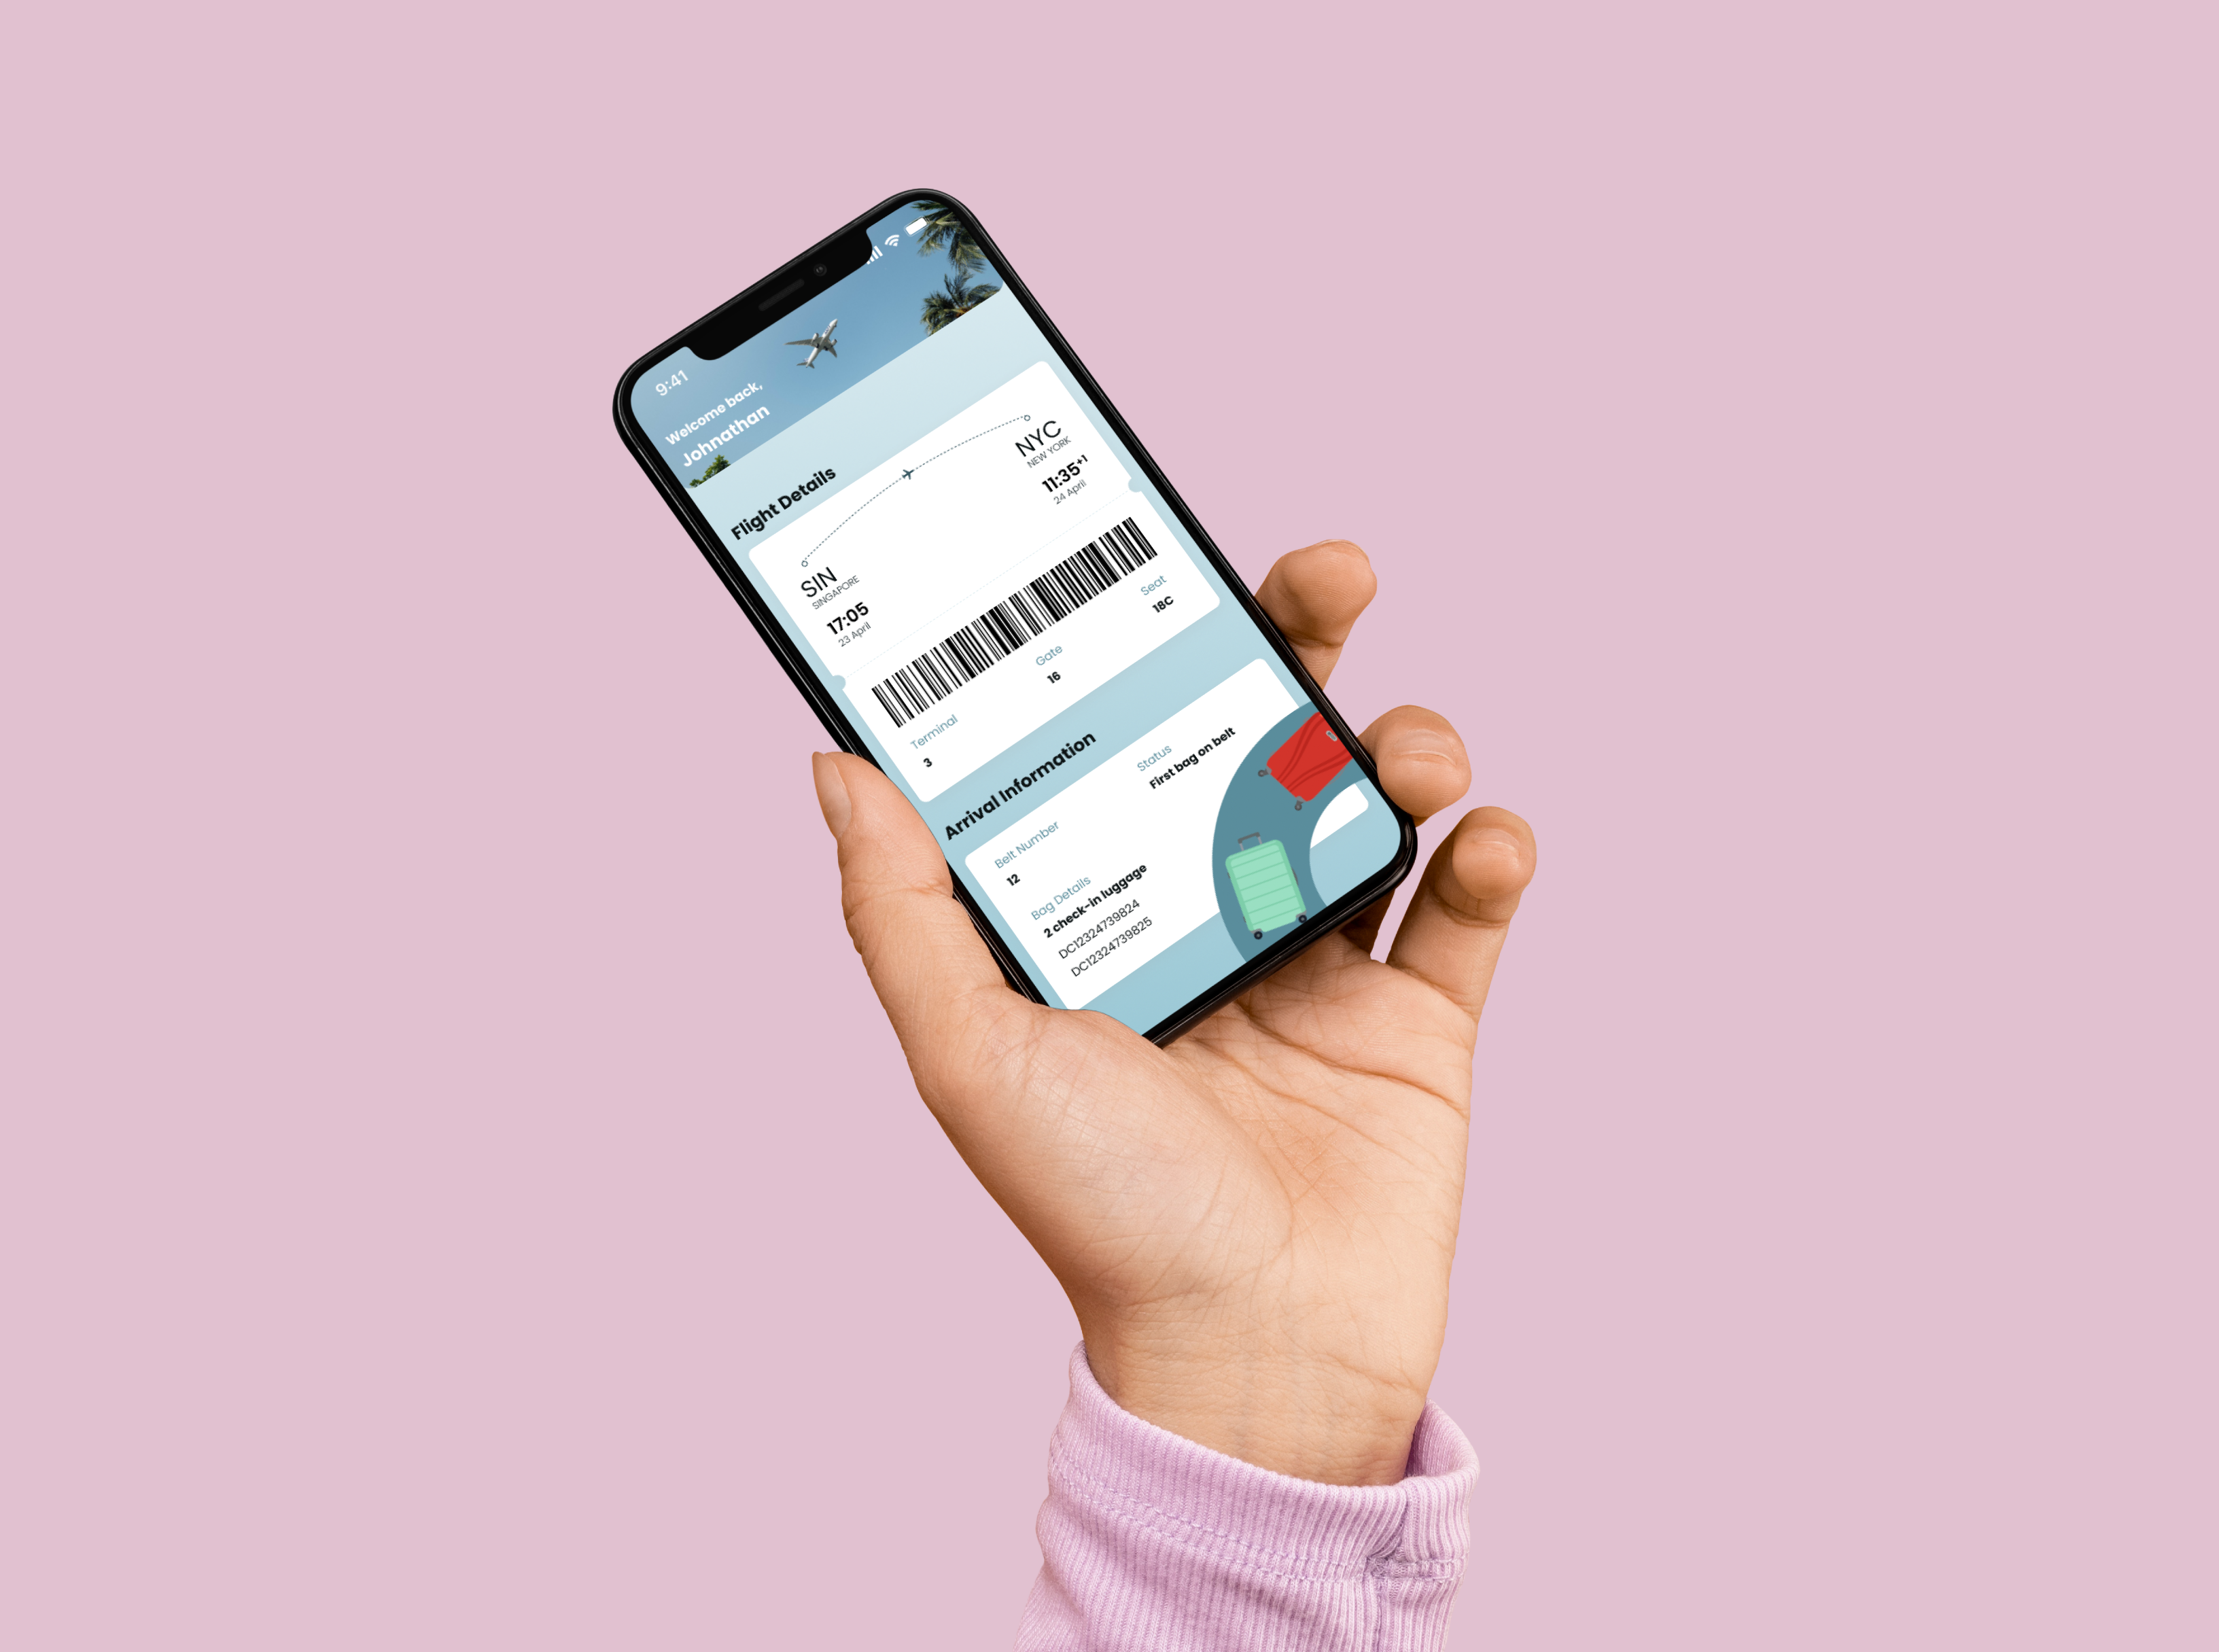 9:41
Welcome back,
Johnathan
Flight Details
SIN
SINGAPORE
17:05
23 April
NYC
NEW YORK
11:35+1
24 April
Terminal
3
Gate
16
Seat
18C
Arrival Information
Belt Number
12
Status
First bag on belt
Bag Details
2 check-in luggage
DC12324739824
DC12324739825